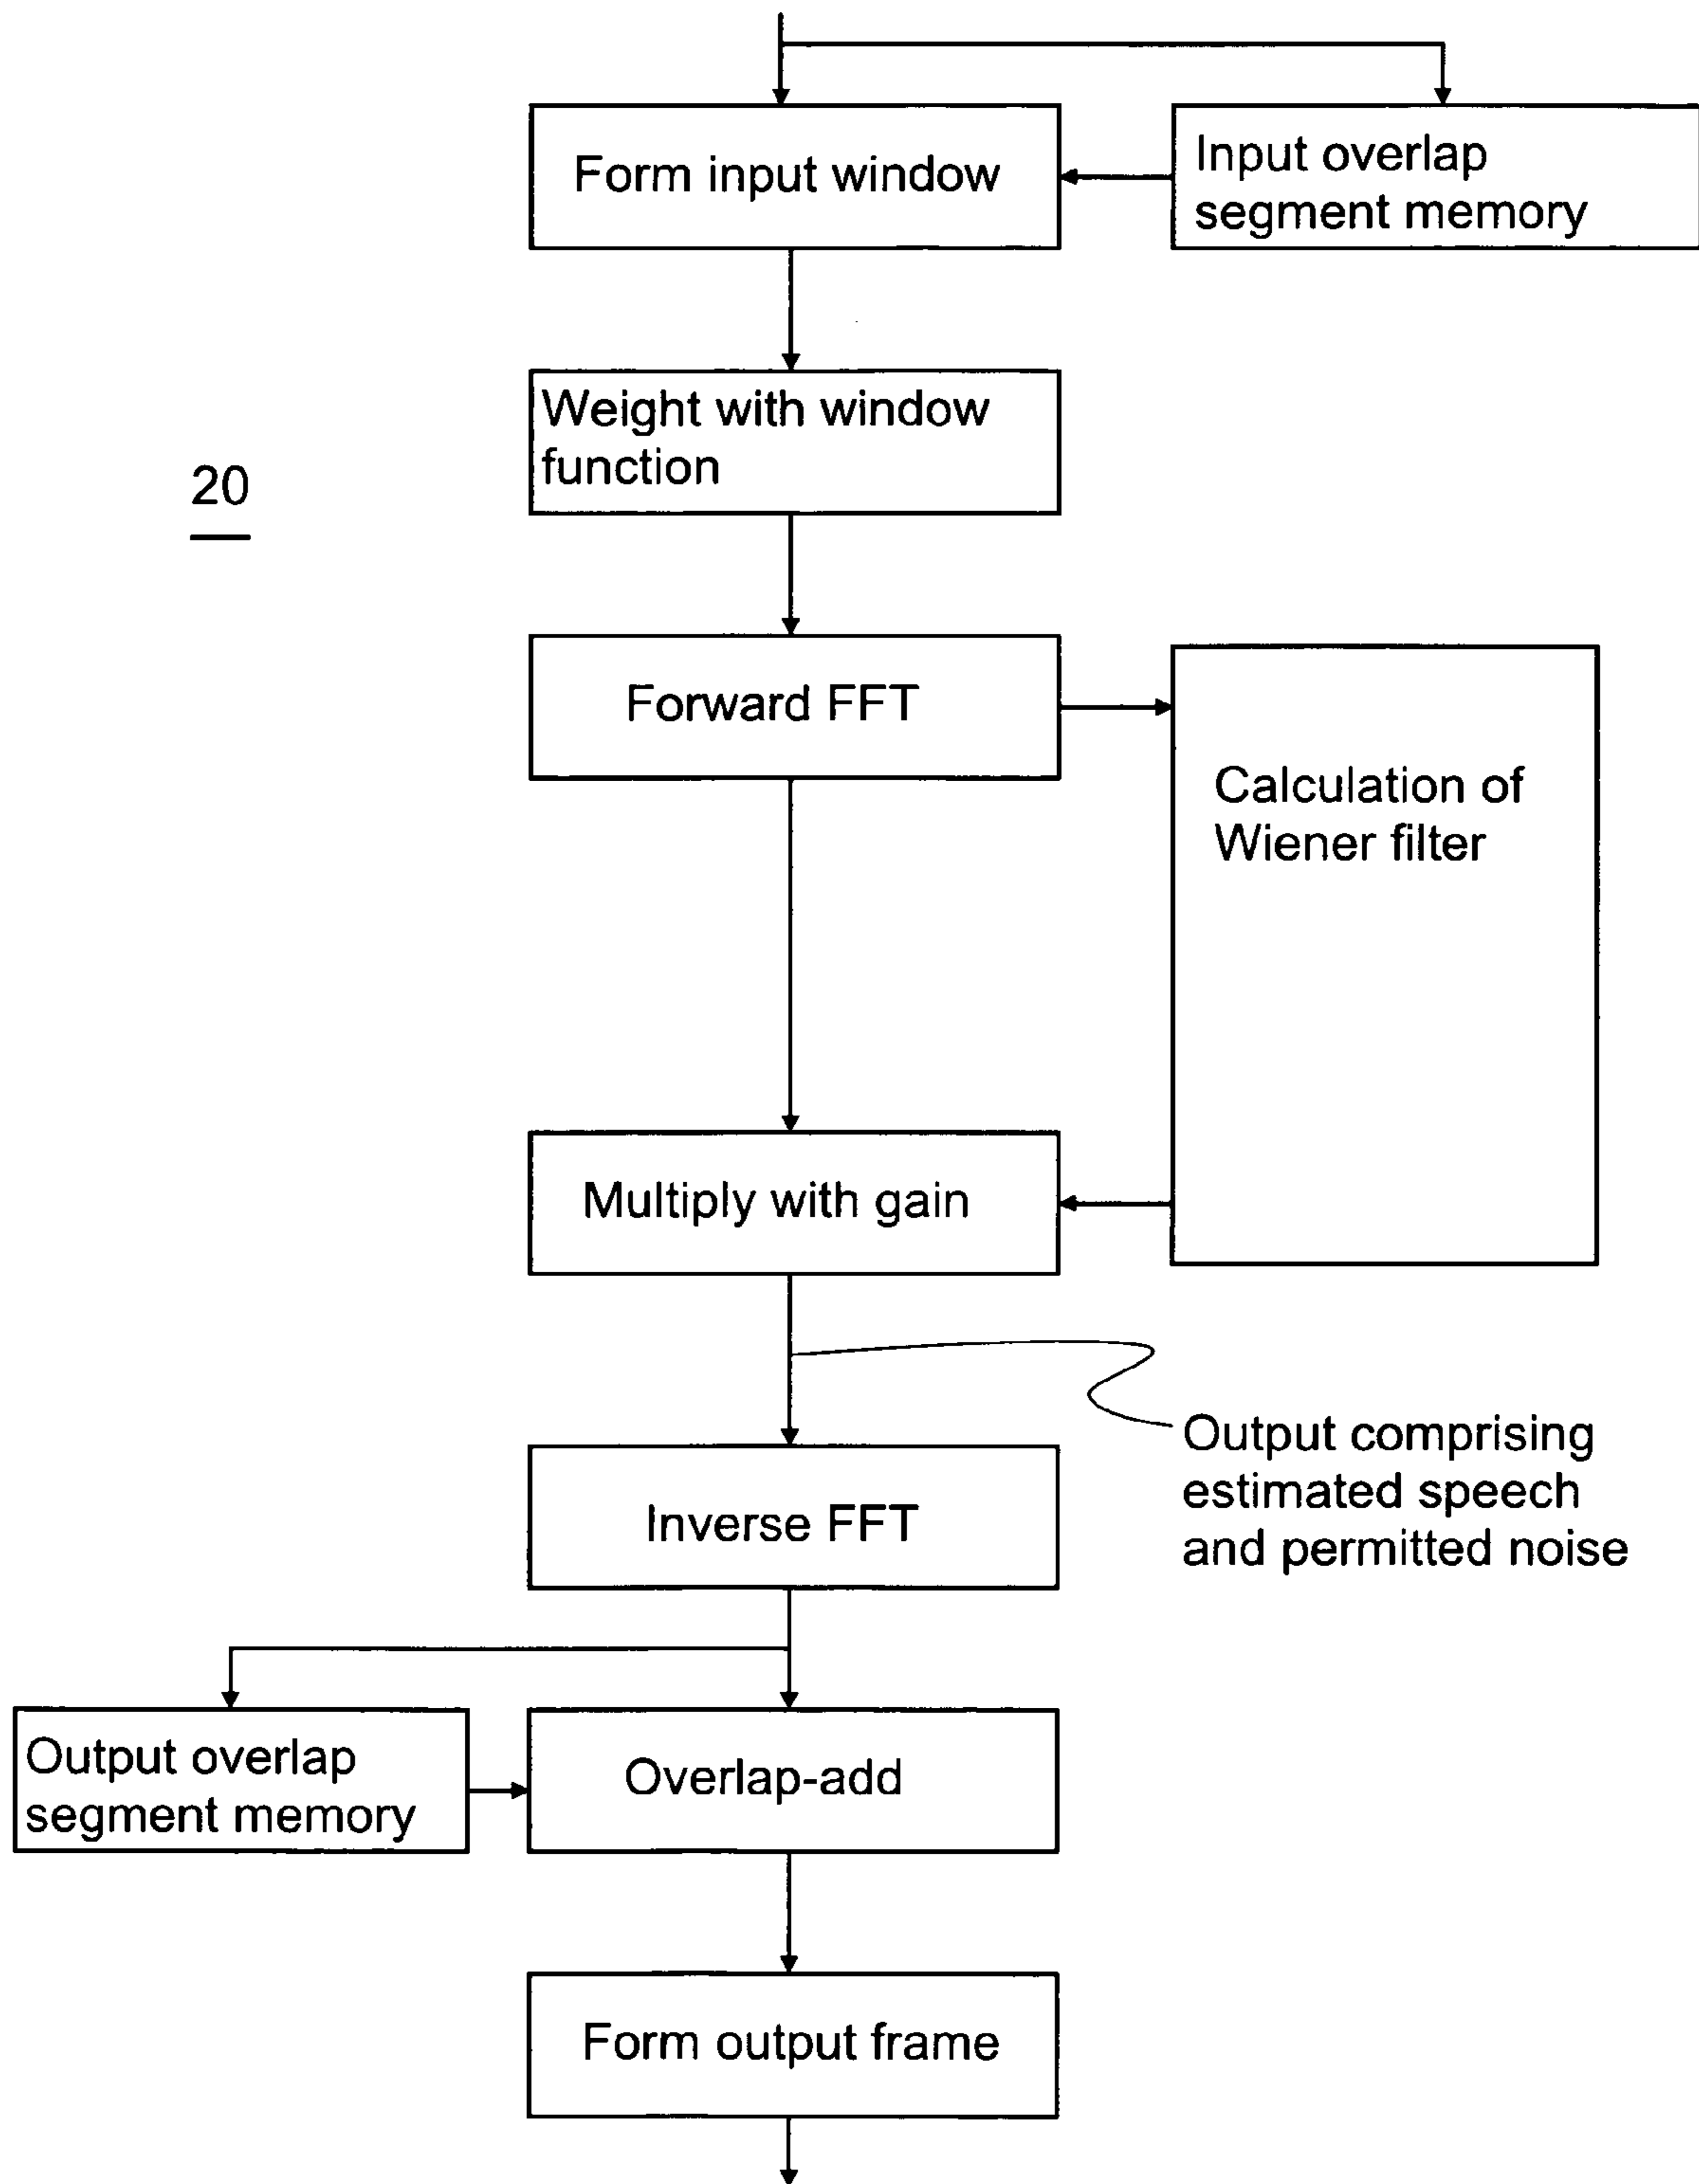 Form input window
Input overlap
segment memory
Weight with window
function
20
Forward FFT
Calculation of
Wiener filter
Multiply with gain
Output comprising
estimated speech
and permitted noise
Inverse FFT
Output overlap
segment memory
Overlap-add
Form output frame